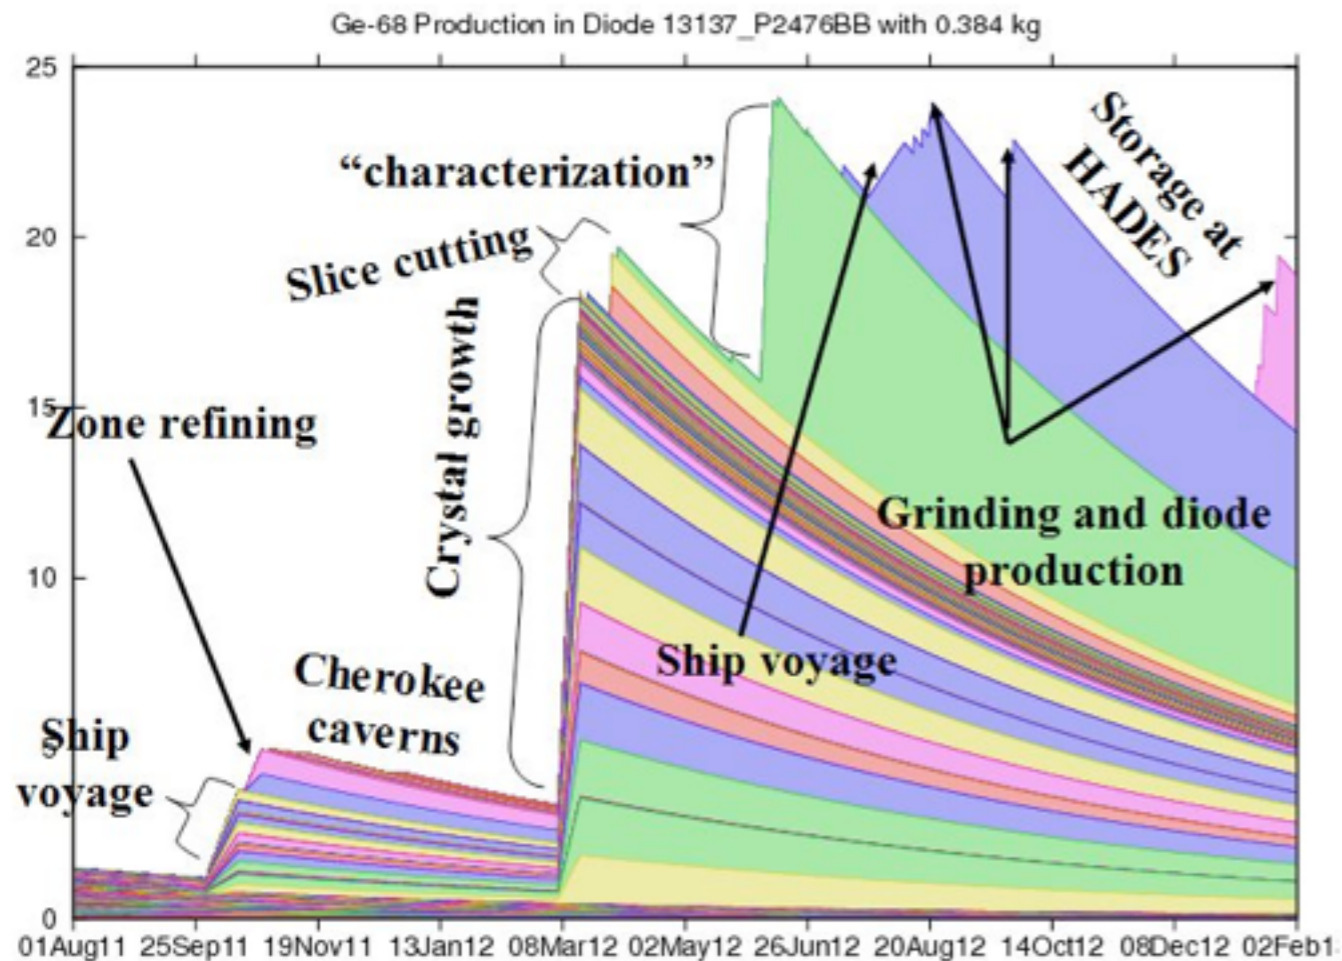 Ge-68 Production in Diode 13137_P2476BB with 0.384 kg
25
20
15
10
5
0
“characterization”
Slice cutting
Storage at
HADES
Crystal growth
Zone refining
Grinding and diode
production
Ship voyage
Cherokee
caverns
Ship
voyage
01Aug11 25Sep11 19Nov11 13Jan12 08Mar12 02May12 26Jun12 20Aug12 14Oct12 08Dec12 02Feb1